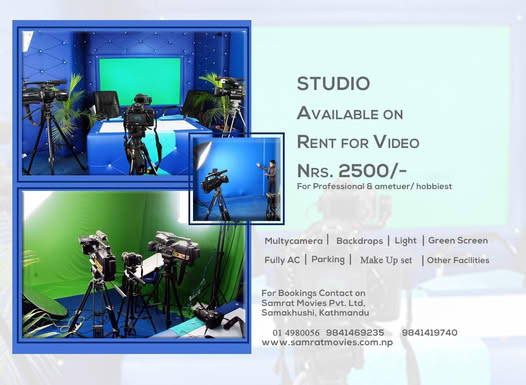 STUDIO
AVAILABLE ON
RENT FOR VIDEO
NRS. 2500/-
For Professional & ametuer/ hobbiest
Multycamera | Backdrops | Light | Green Screen
Fully AC | Parking | Make Up set | Other Facilities
For Bookings Contact on
Samrat Movies Pvt. Ltd,
Samakhushi, Kathmandu
01 4980056 9841469235 9841419740
www.samratmovies.com.np